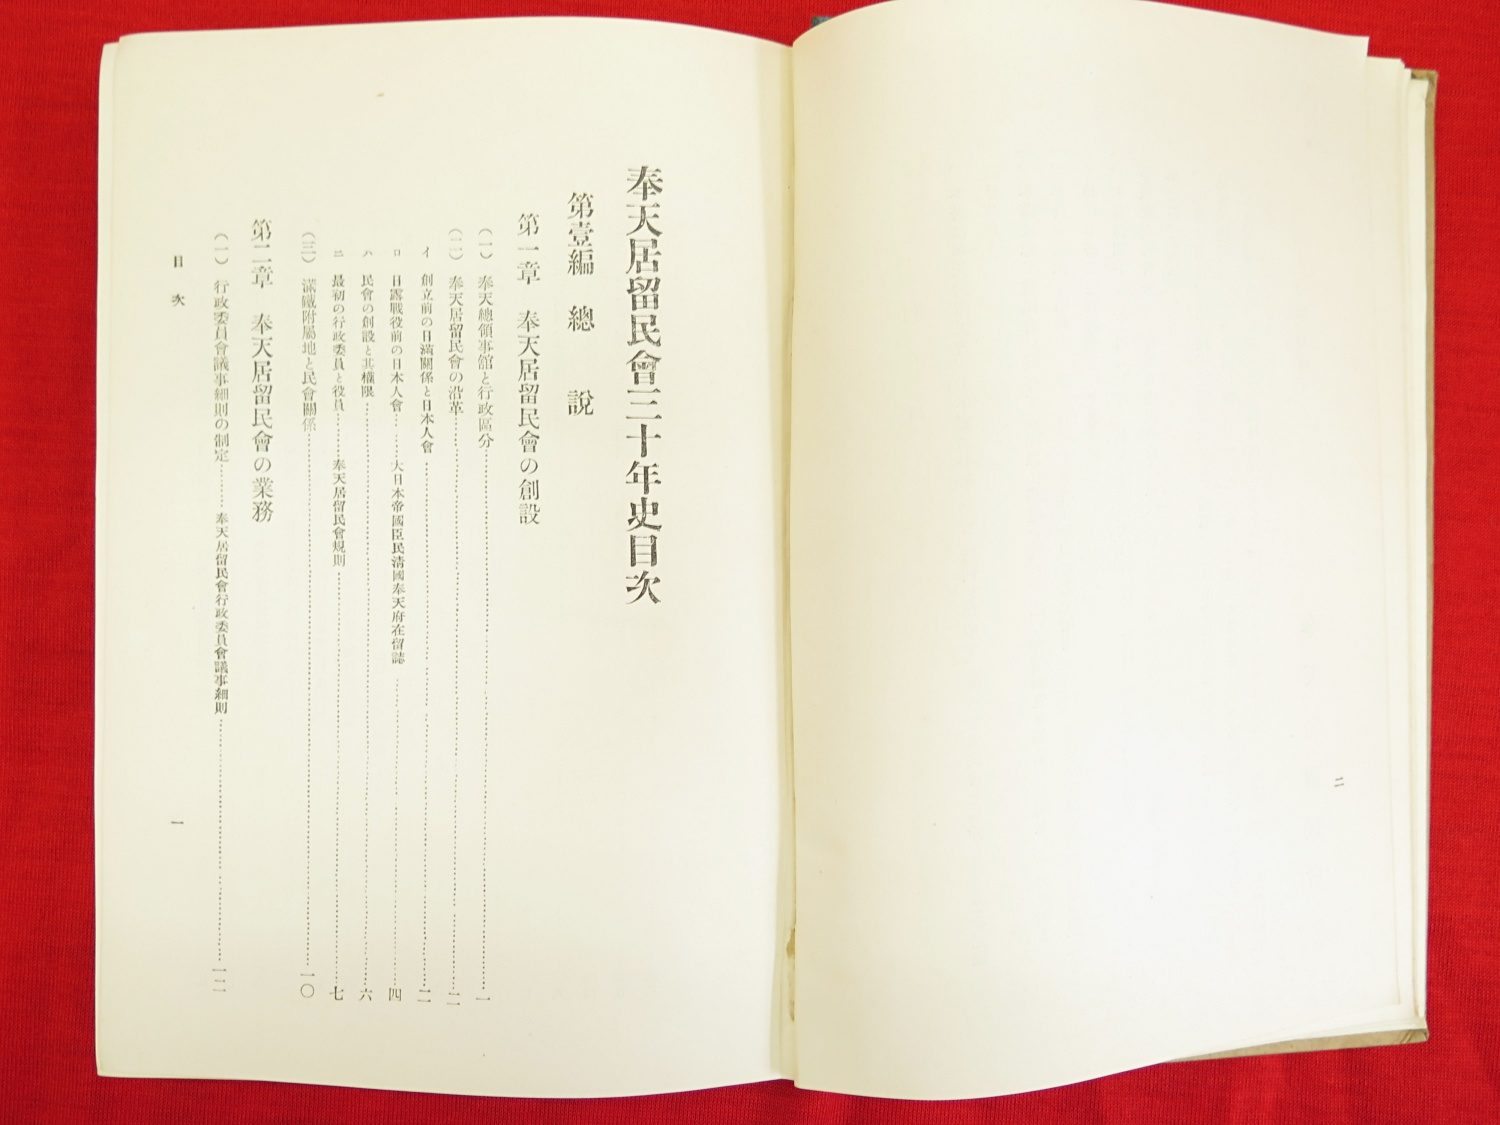 二
奉天居留民會三十年史目次
第壹編　總　說
第一章　奉天居留民會の創設
（一）　奉天總領事館と行政區分……一
（二）　奉天居留民會の沿革……二
イ　創立前の日滿關係と日本人會……二
ロ　日露戰役前の日本人會……大日本帝國臣民淸國奉天府在留誌……四
ハ　民會の創設と其權限……六
ニ　最初の行政委員と役員……奉天居留民會規則……七
（三）　滿鐵附屬地と民會關係……一〇
第二章　奉天居留民會の業務
（一）　行政委員會議事細則の制定……奉天居留民會行政委員會議事細則……一二
目次
一